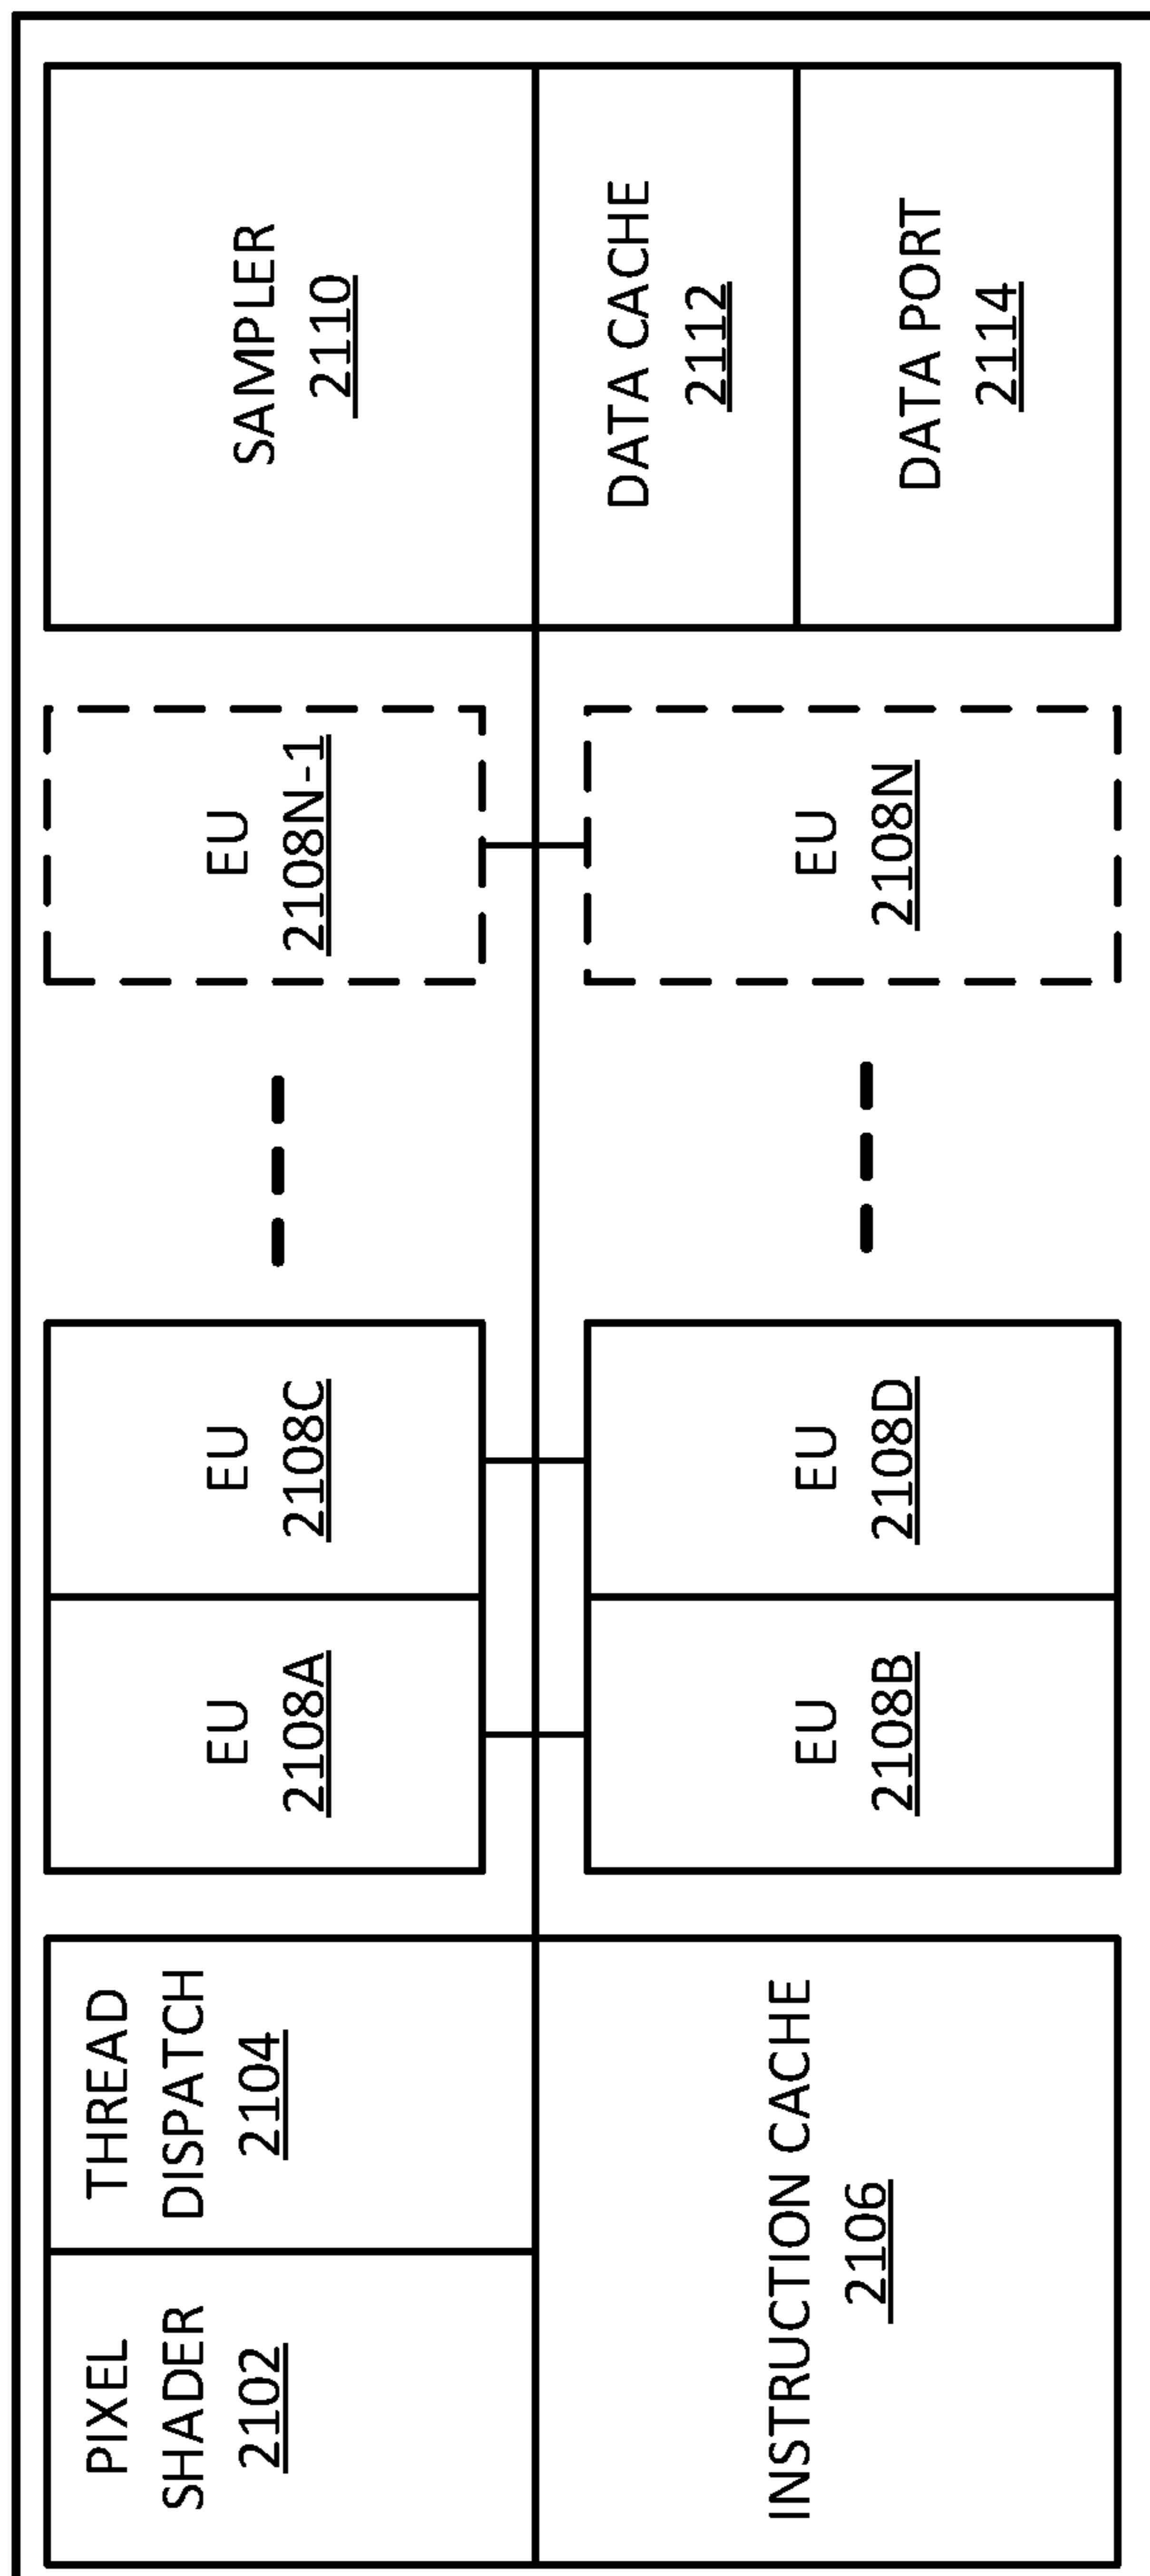 PIXEL
SHADER
2102
THREAD
DISPATCH
2104
INSTRUCTION CACHE
2106
EU
2108A
EU
2108C
EU
2108B
EU
2108D
EU
2108N-1
EU
2108N
SAMPLER
2110
DATA CACHE
2112
DATA PORT
2114